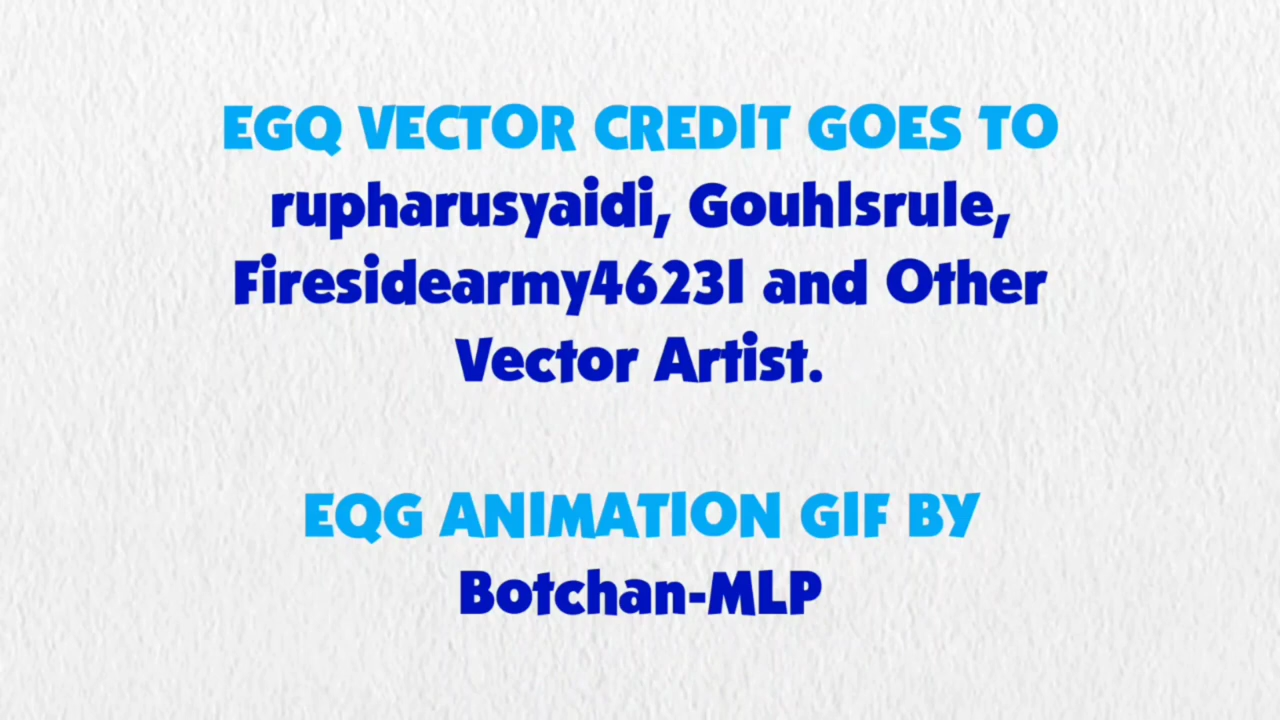 EGQ VECTOR CREDIT GOES TO
rupharusyaidi, Gouhlsrule,
Firesidearmy46231 and Other
Vector Artist.
EQG ANIMATION GIF BY
Botchan-MLP